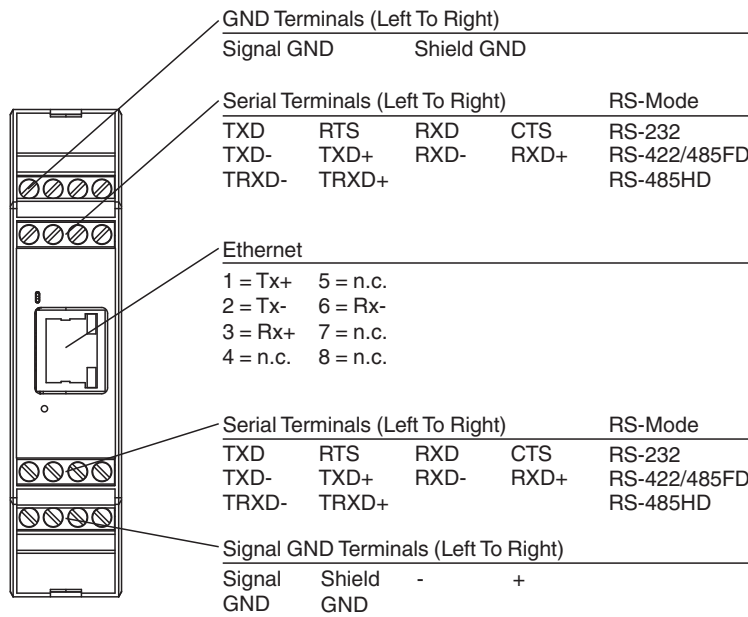 GND Terminals (Left To Right)
Signal GND Shield GND
Serial Terminals (Left To Right) RS-Mode
TXD RTS RXD CTS RS-232
TXD- TXD+ RXD- RXD+ RS-422/485FD
TRXD- TRXD+ RS-485HD
Ethernet
1 = Tx+ 5 = n.c.
2 = Tx- 6 = Rx-
3 = Rx+ 7 = n.c.
4 = n.c. 8 = n.c.
Serial Terminals (Left To Right) RS-Mode
TXD RTS RXD CTS RS-232
TXD- TXD+ RXD- RXD+ RS-422/485FD
TRXD- TRXD+ RS-485HD
Signal GND Terminals (Left To Right)
Signal Shield - +
GND GND